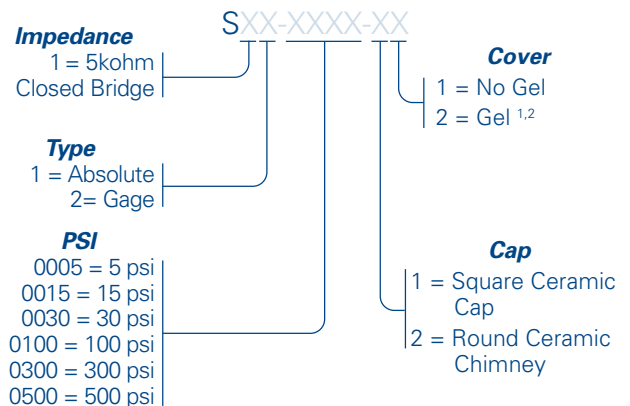 SXX-XXXX-XX
Impedance
1 = 5kohm
Closed Bridge
Type
1 = Absolute
2= Gage
PSI
0005 = 5 psi
0015 = 15 psi
0030 = 30 psi
0100 = 100 psi
0300 = 300 psi
0500 = 500 psi
Cover
1 = No Gel
2 = Gel 1,2
Cap
1 = Square Ceramic
Cap
2 = Round Ceramic
Chimney